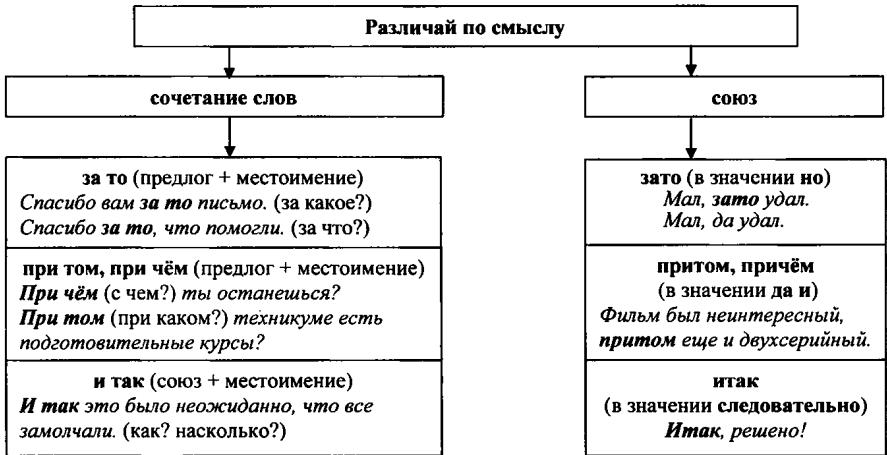 Различай по смыслу
сочетание слов
союз
за то (предлог + местоимение)
Спасибо вам за то письмо. (за какое?)
Спасибо за то, что помогли. (за что?)
зато (в значении но)
Мал, зато удал.
Мал, да удал.
при том, при чём (предлог + местоимение)
При чём (с чем?) ты останешься?
При том (при каком?) техникуме есть
подготовительные курсы?
притом, причём
(в значении да и)
Фильм был неинтересный,
притом еще и двухсерийный.
и так (союз + местоимение)
И так это было неожиданно, что все
замолчали. (как? насколько?)
итак
(в значении следовательно)
Итак, решено!